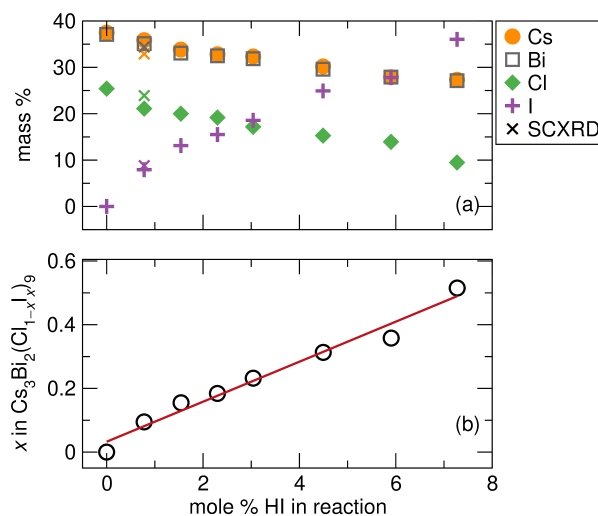 50
40
30
20
10
0
mass %
(a)
Cs
Bi
Cl
I
SCXRD
0.6
0.4
0.2
0
x in Cs3Bi2(Cl1-xIx)9
(b)
0 2 4 6 8
mole % HI in reaction